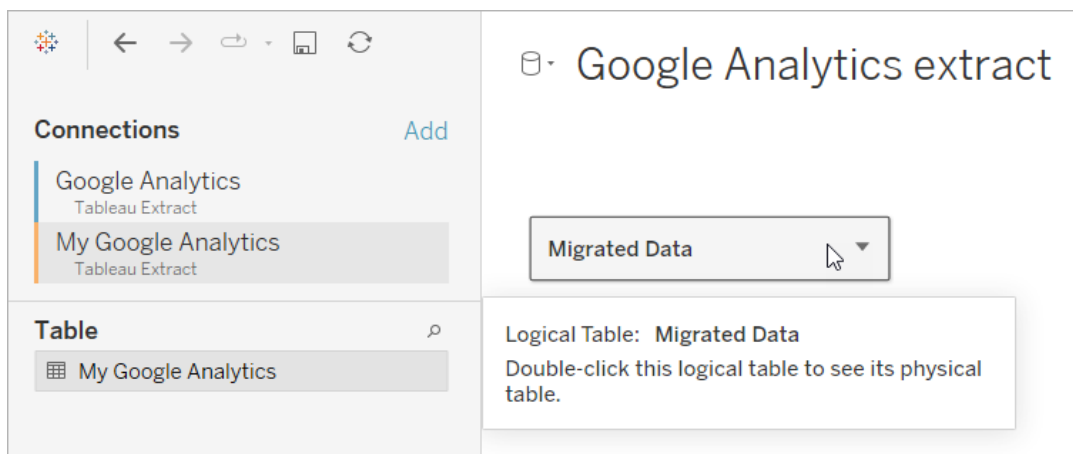 Google Analytics extract
Connections
Add
Google Analytics
Tableau Extract
My Google Analytics
Tableau Extract
Table
My Google Analytics
Migrated Data
Logical Table: Migrated Data
Double-click this logical table to see its physical
table.